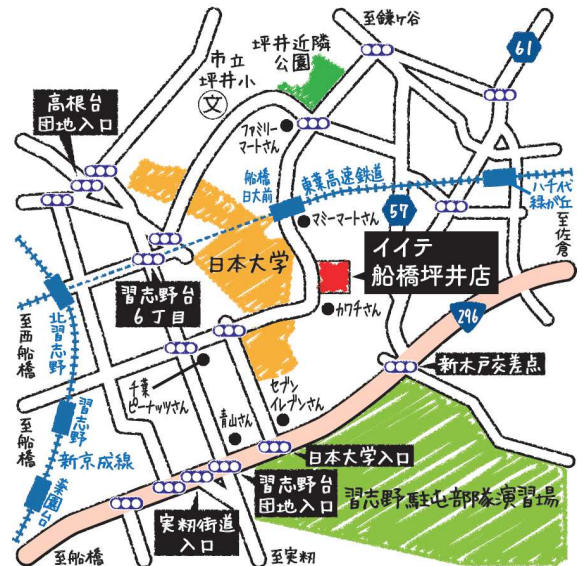 至鎌ヶ谷
61
坪井近隣
公園
市立
坪井小
文
高根台
団地入口
ファミリー
マートさん
船橋
日大前
東葉高速鉄道
八千代
緑が丘
マミーマートさん
57
至佐倉
日本大学
イイテ
船橋坪井店
カワチさん
296
習志野台
6丁目
北習志野
至西船橋
新木戸交差点
千葉
ピーナッツさん
セブン
イレブンさん
青山さん
習志野
至船橋
新京成線
日本大学入口
薬園台
習志野台
団地入口
習志野駐屯部隊演習場
実籾街道
入口
至船橋
至実籾